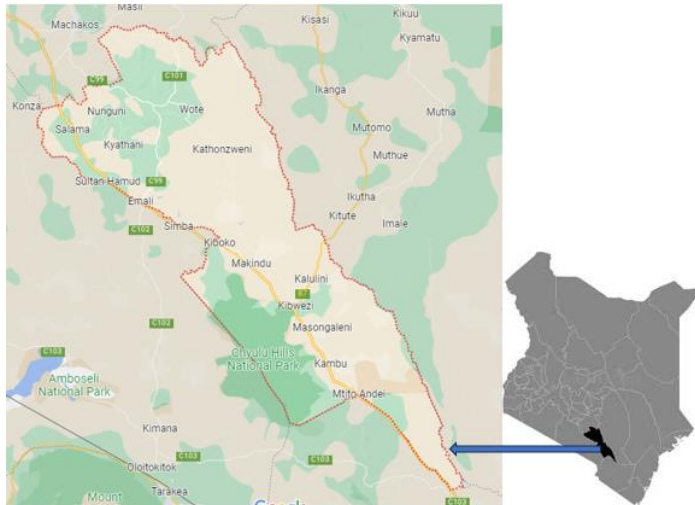 Masii
Kisasi
Kikuu
Machakos
Kyamatu
C99
C101
Ikanga
Konza
Nunguni
Wote
Mutha
Salama
Mutomo
Kyathani
Kathonzweni
Muthue
Sultan Hamud
C99
Ikutha
Emali
Kitute
Imale
Simba
C102
Kiboko
Makindu
Kalulini
B7
Kibwezi
C102
Masongaleni
Chyulu Hills
National Park
C103
Kambu
Amboseli
National Park
Mtito Andei
Kimana
C103
C103
Oloitokitok
Mount
Tarakea
Google
C103